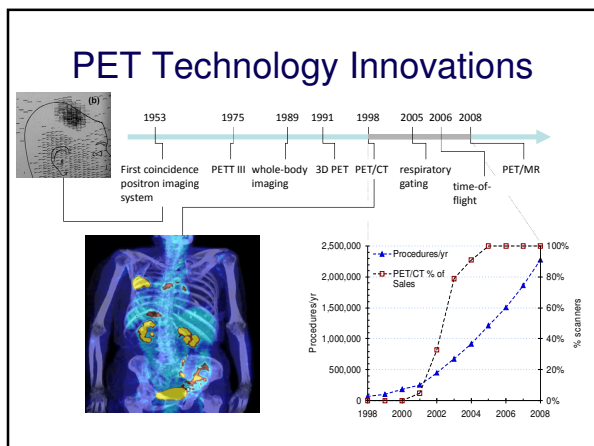 PET Technology Innovations
(b)
1953 1975 1989 1991 1998 2005 2006 2008
First coincidence
positron imaging
system
PETT III
whole-body
imaging
3D PET
PET/CT
respiratory
gating
time-of-
flight
PET/MR
Procedures/yr
PET/CT % of
Sales
2,500,000
2,000,000
1,500,000
1,000,000
500,000
0
Procedures/yr
100%
80%
60%
40%
20%
0%
% scanners
1998 2000 2002 2004 2006 2008